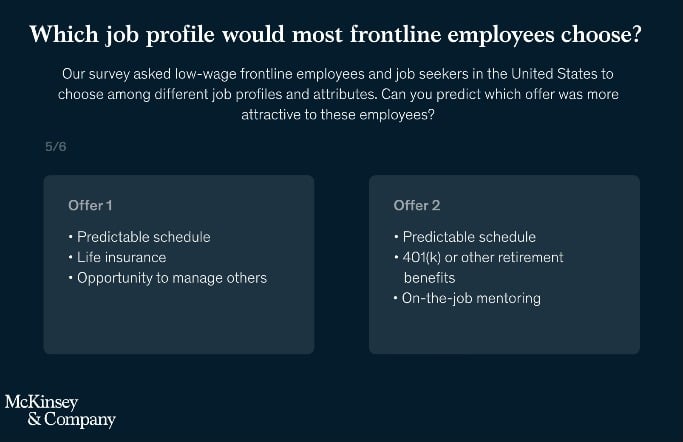 Which job profile would most frontline employees choose?
Our survey asked low-wage frontline employees and job seekers in the United States to
choose among different job profiles and attributes. Can you predict which offer was more
attractive to these employees?
5/6
Offer 1
• Predictable schedule
• Life insurance
• Opportunity to manage others
Offer 2
• Predictable schedule
• 401(k) or other retirement
benefits
• On-the-job mentoring
McKinsey
& Company